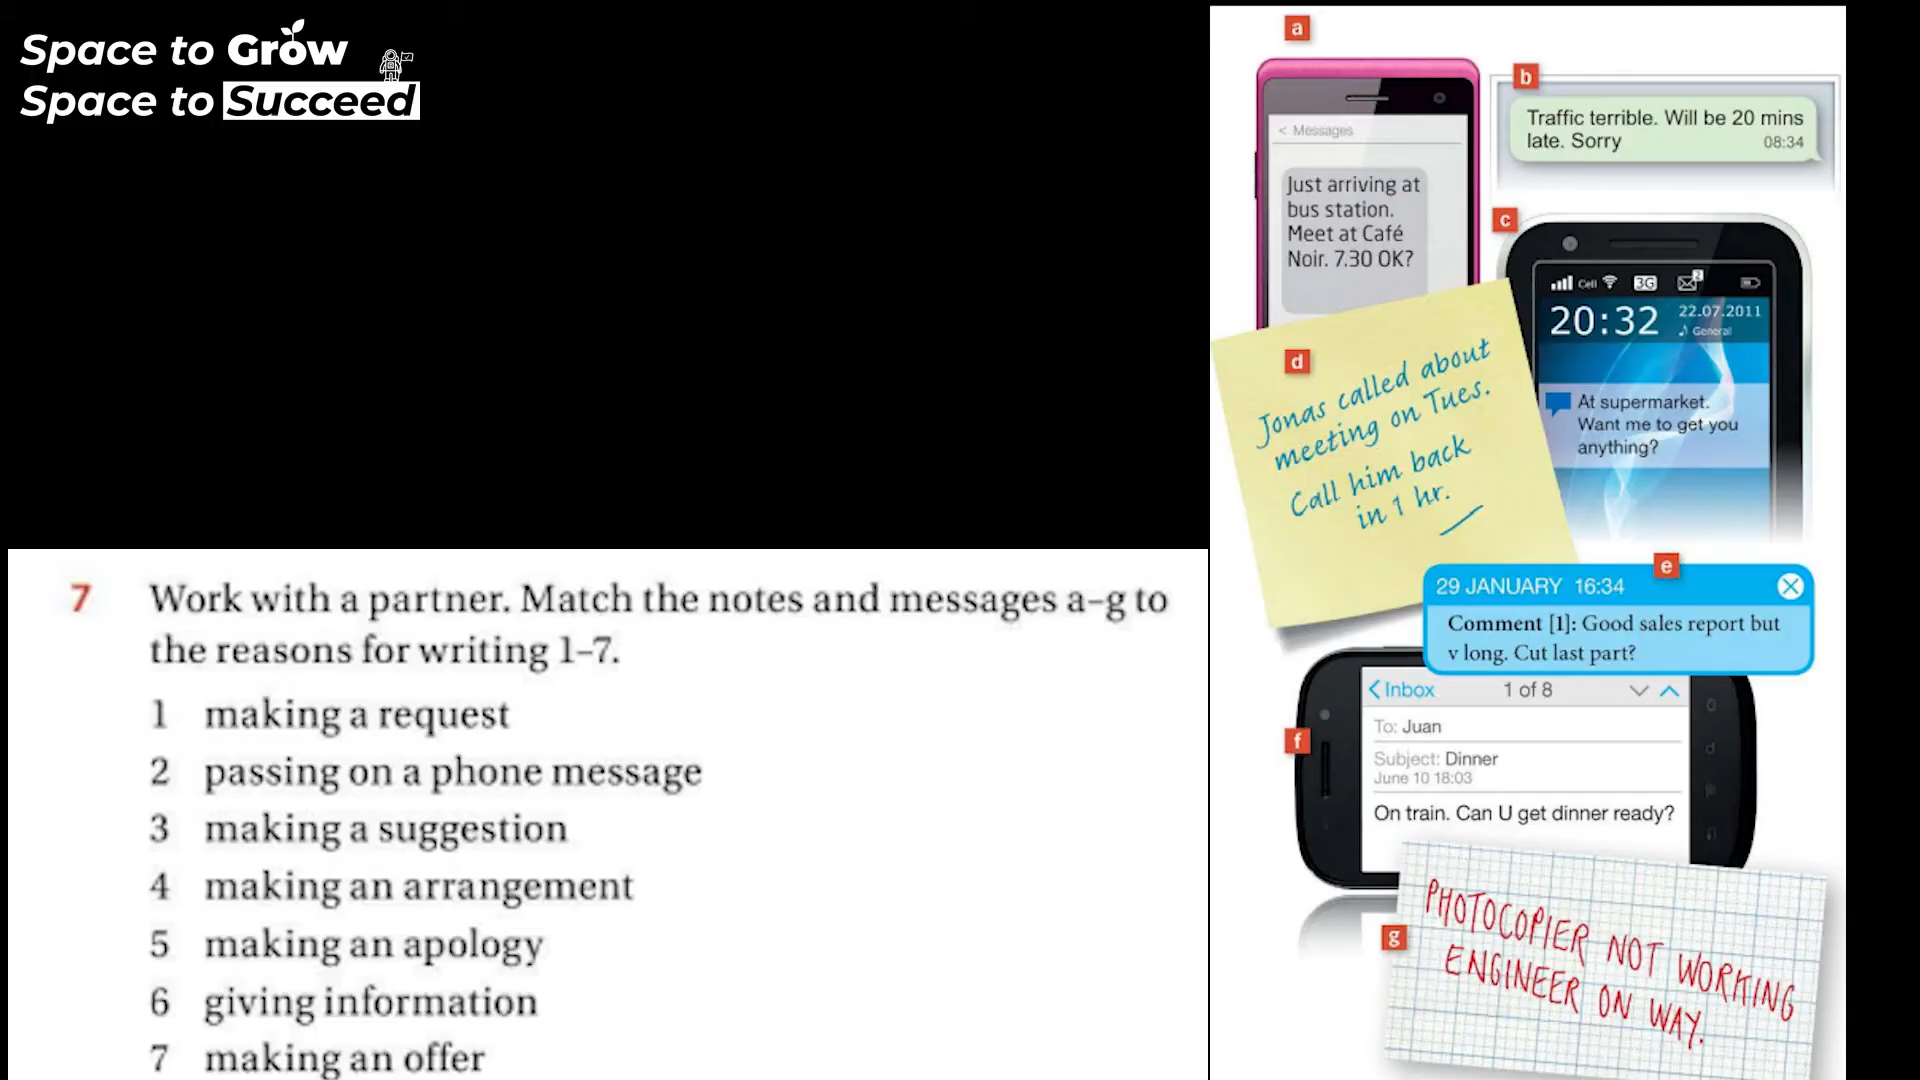 Space to Grow
Space to Succeed
7 Work with a partner. Match the notes and messages a–g to
the reasons for writing 1–7.
1 making a request
2 passing on a phone message
3 making a suggestion
4 making an arrangement
5 making an apology
6 giving information
7 making an offer
a
< Messages
Just arriving at
bus station.
Meet at Café
Noir. 7.30 OK?
b
Traffic terrible. Will be 20 mins
late. Sorry 08:34
c
Cell 3G 2
20:32 22.07.2011
General
At supermarket.
Want me to get you
anything?
d
Jonas called about
meeting on Tues.
Call him back
in 1 hr.
e
29 JANUARY 16:34
Comment [1]: Good sales report but
v long. Cut last part?
f
Inbox 1 of 8
To: Juan
Subject: Dinner
June 10 18:03
On train. Can U get dinner ready?
g
PHOTOCOPIER NOT WORKING
ENGINEER ON WAY.